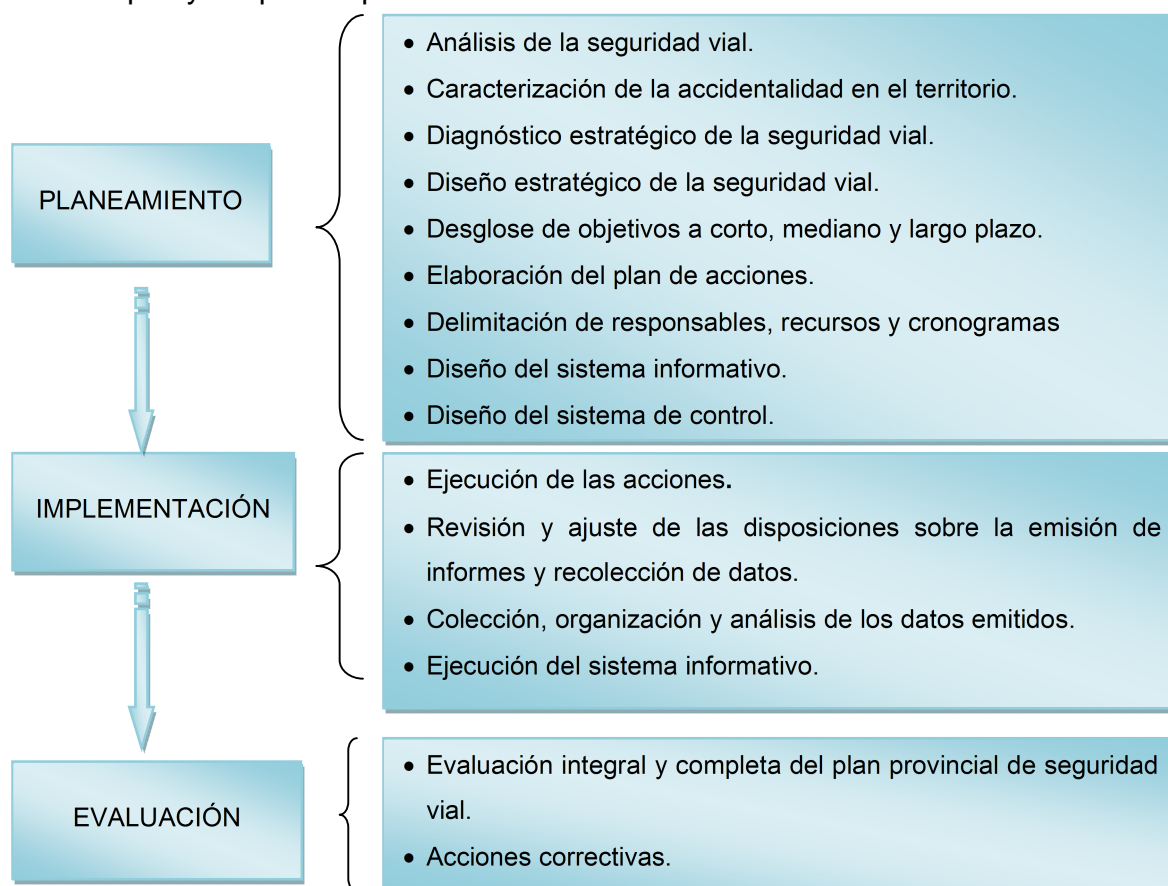 • Análisis de la seguridad vial.
• Caracterización de la accidentalidad en el territorio.
• Diagnóstico estratégico de la seguridad vial.
PLANEAMIENTO
• Diseño estratégico de la seguridad vial.
• Desglose de objetivos a corto, mediano y largo plazo.
• Elaboración del plan de acciones.
• Delimitación de responsables, recursos y cronogramas
• Diseño del sistema informativo.
• Diseño del sistema de control.
IMPLEMENTACIÓN
• Ejecución de las acciones.
• Revisión y ajuste de las disposiciones sobre la emisión de
informes y recolección de datos.
• Colección, organización y análisis de los datos emitidos.
• Ejecución del sistema informativo.
EVALUACIÓN
• Evaluación integral y completa del plan provincial de seguridad
vial.
• Acciones correctivas.